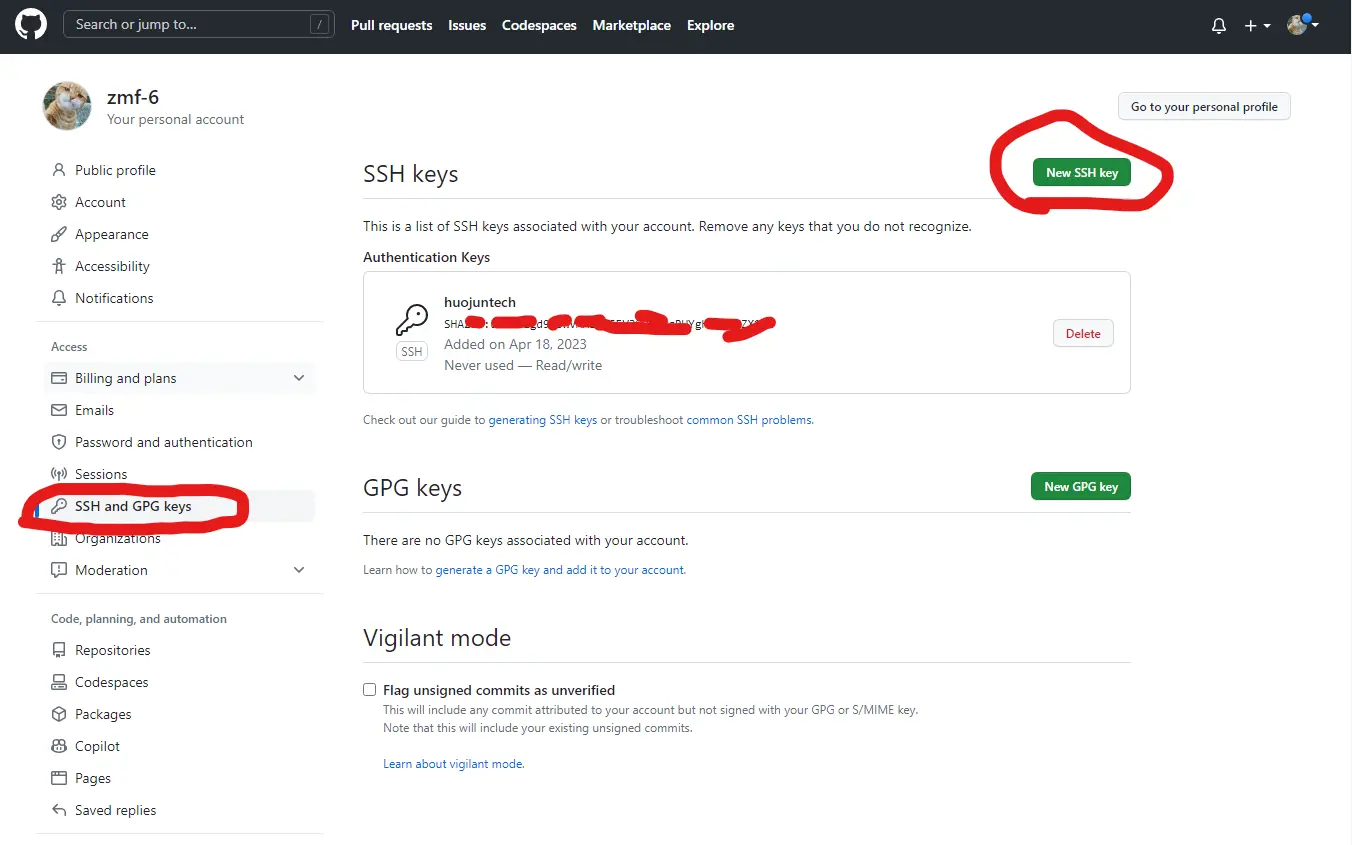 Search or jump to... /
Pull requests Issues Codespaces Marketplace Explore
zmf-6
Your personal account
Go to your personal profile
Public profile
Account
Appearance
Accessibility
Notifications
Access
Billing and plans
Emails
Password and authentication
Sessions
SSH and GPG keys
Organizations
Moderation
Code, planning, and automation
Repositories
Codespaces
Packages
Copilot
Pages
Saved replies
SSH keys
New SSH key
This is a list of SSH keys associated with your account. Remove any keys that you do not recognize.
Authentication Keys
huojuntech
SSH
Added on Apr 18, 2023
Never used — Read/write
Delete
Check out our guide to generating SSH keys or troubleshoot common SSH problems.
GPG keys
New GPG key
There are no GPG keys associated with your account.
Learn how to generate a GPG key and add it to your account.
Vigilant mode
Flag unsigned commits as unverified
This will include any commit attributed to your account but not signed with your GPG or S/MIME key.
Note that this will include your existing unsigned commits.
Learn about vigilant mode.